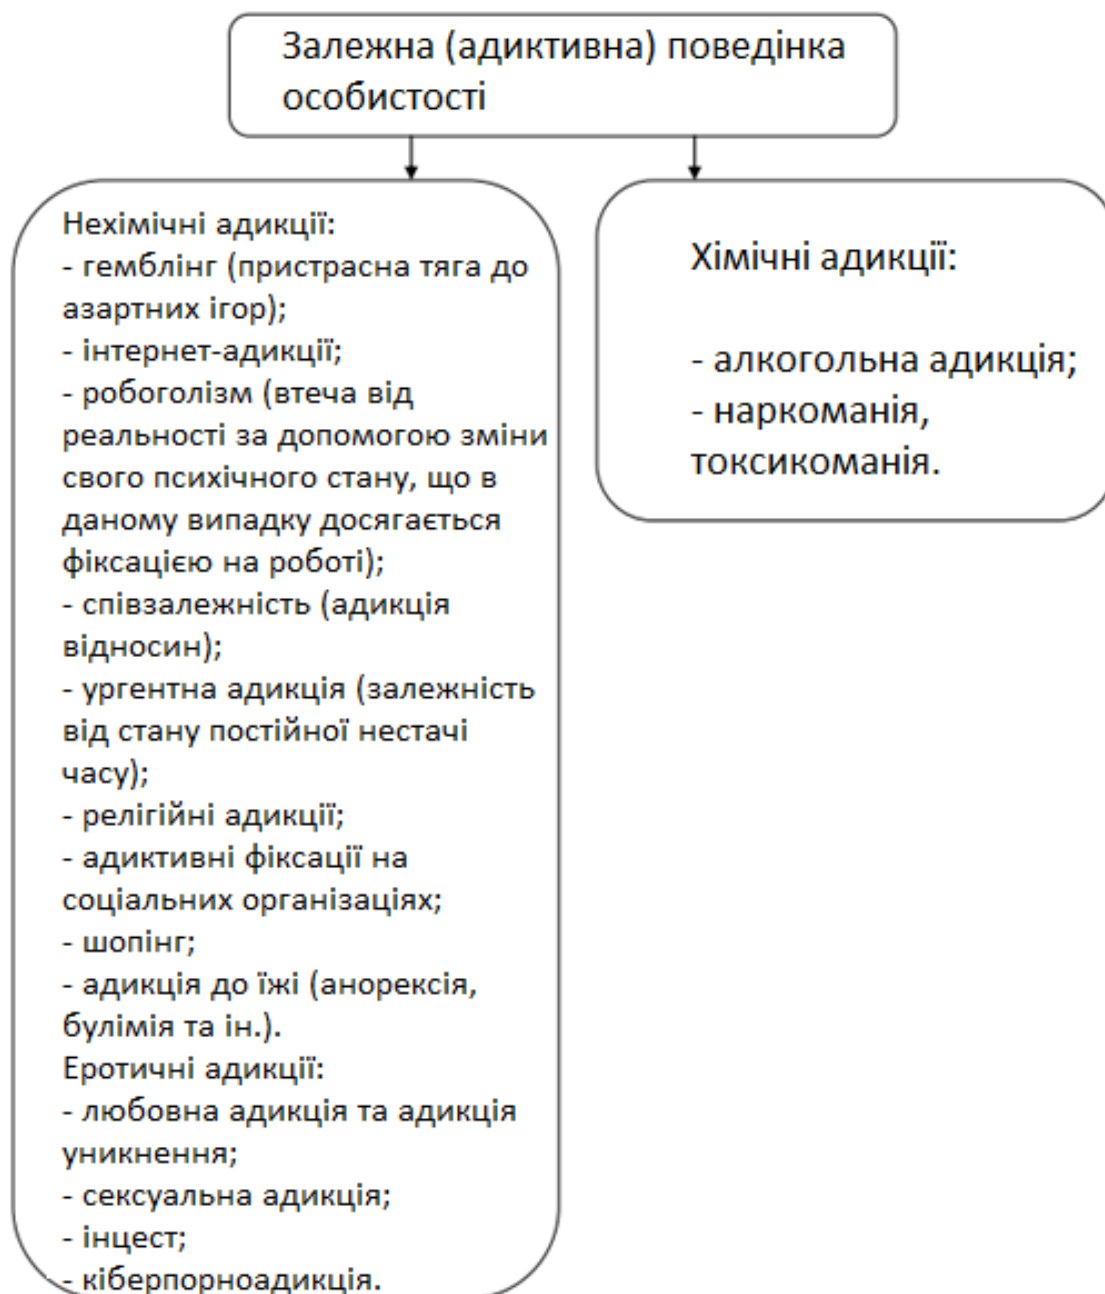 Залежна (адиктивна) поведінка
особистості
Нехімічні адикції:
- гемблінг (пристрасна тяга до
азартних ігор);
- інтернет-адикції;
- робоголізм (втеча від
реальності за допомогою зміни
свого психічного стану, що в
даному випадку досягається
фіксацією на роботі);
- співзалежність (адикція
відносин);
- ургентна адикція (залежність
від стану постійної нестачі
часу);
- релігійні адикції;
- адиктивні фіксації на
соціальних організаціях;
- шопінг;
- адикція до їжі (анорексія,
булімія та ін.).
Еротичні адикції:
- любовна адикція та адикція
уникнення;
- сексуальна адикція;
- інцест;
- кіберпорноадикція.
Хімічні адикції:
- алкогольна адикція;
- наркоманія,
токсикоманія.